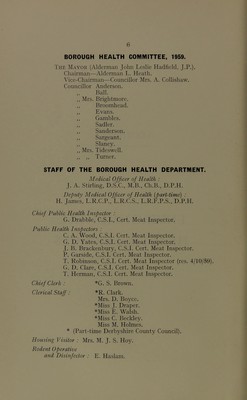 6
BOROUGH HEALTH COMMITTEE, 1959.
THE MAYOR (Alderman John Leslie Hadfield, J.P.).
Chairman—Alderman L. Heath.
Vice-Chairman—Councillor Mrs. A. Collishaw.
Councillor Anderson.
„ Ball.
„ Mrs. Brightmore.
„ Broomhead.
„ Evans.
„ Gambles.
„ Sadler.
„ Sanderson.
„ Sargeant.
„ Slaney.
„ Mrs. Tideswell.
„ „ Turner.
STAFF OF THE BOROUGH HEALTH DEPARTMENT.
Medical Officer of Health :
J. A. Stirling, D.S.C., M.B., Ch.B., D.P.H.
Deputy Medical Officer of Health (part-time) :
H. James, L.R.C.P., L.R.C.S., L.R.F.P.S., D.P.H.
Chief Public Health Inspector :
G. Drabble, C.S.I., Cert. Meat Inspector.
Public Health Inspectors :
C. A. Wood, C.S.I. Cert. Meat Inspector.
G. D. Yates, C.S.I. Cert. Meat Inspector.
J. B. Brackenbury, C.S.I. Cert. Meat Inspector.
P. Garside, C.S.I. Cert. Meat Inspector.
T. Robinson, C.S.I. Cert. Meat Inspector (res. 4/10/59).
G. D. Clare, C.S.I. Cert. Meat Inspector.
T. Herman, C.S.I. Cert. Meat Inspector.
Chief Clerk : *G. S. Brown.
Clerical Staff : *R. Clark.
Mrs. D. Boyce.
*Miss J. Draper.
*Miss E. Walsh.
*Miss C. Beckley.
Miss M. Holmes.
* (Part-time Derbyshire County Council).
Housing Visitor : Mrs. M. J. S. Hoy.
Rodent Operative
and Disinfector : E. Haslam.